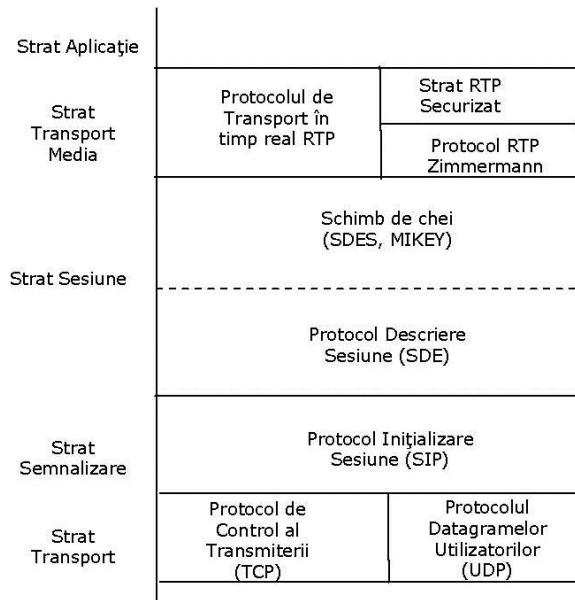 Strat Aplicaţie
Strat
Transport
Media
Protocolul de
Transport în
timp real RTP
Strat RTP
Securizat
Protocol RTP
Zimmermann
Strat Sesiune
Schimb de chei
(SDES, MIKEY)
Protocol Descriere
Sesiune (SDE)
Strat
Semnalizare
Protocol Iniţializare
Sesiune (SIP)
Strat
Transport
Protocol de
Control al
Transmiterii
(TCP)
Protocolul
Datagramelor
Utilizatorilor
(UDP)